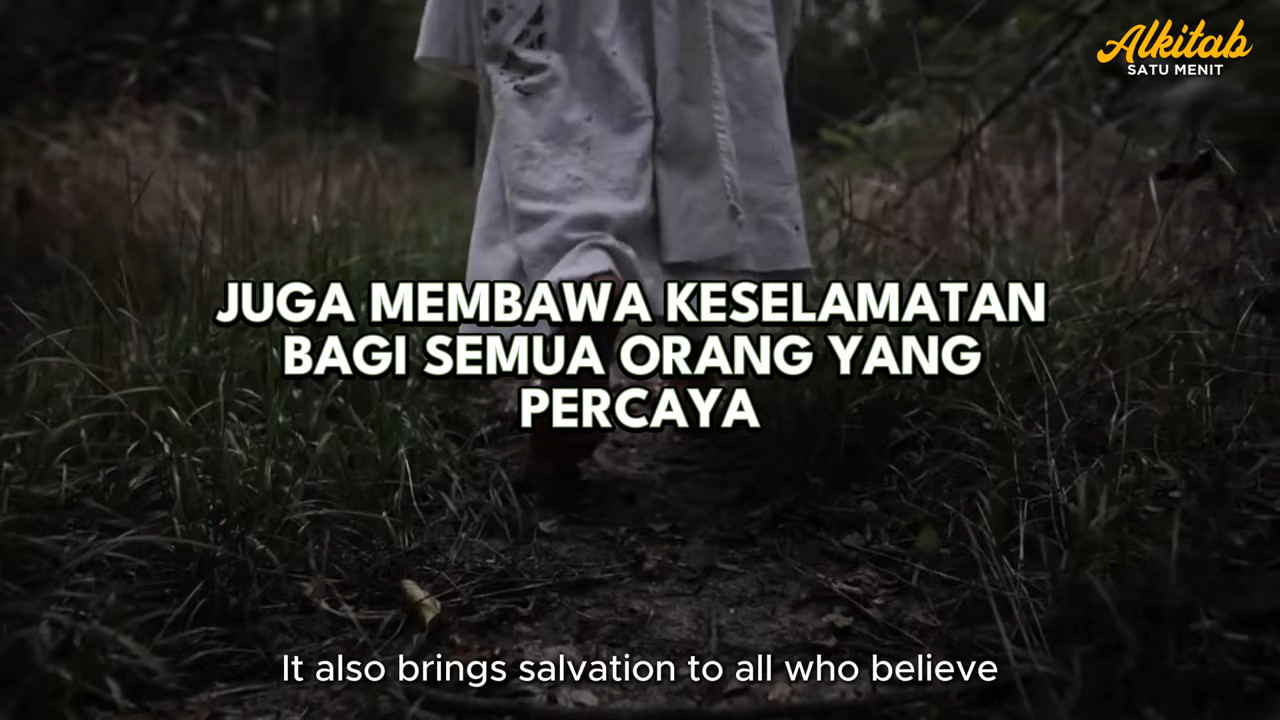 Alkitab
SATU MENIT
JUGA MEMBAWA KESELAMATAN
BAGI SEMUA ORANG YANG
PERCAYA
It also brings salvation to all who believe